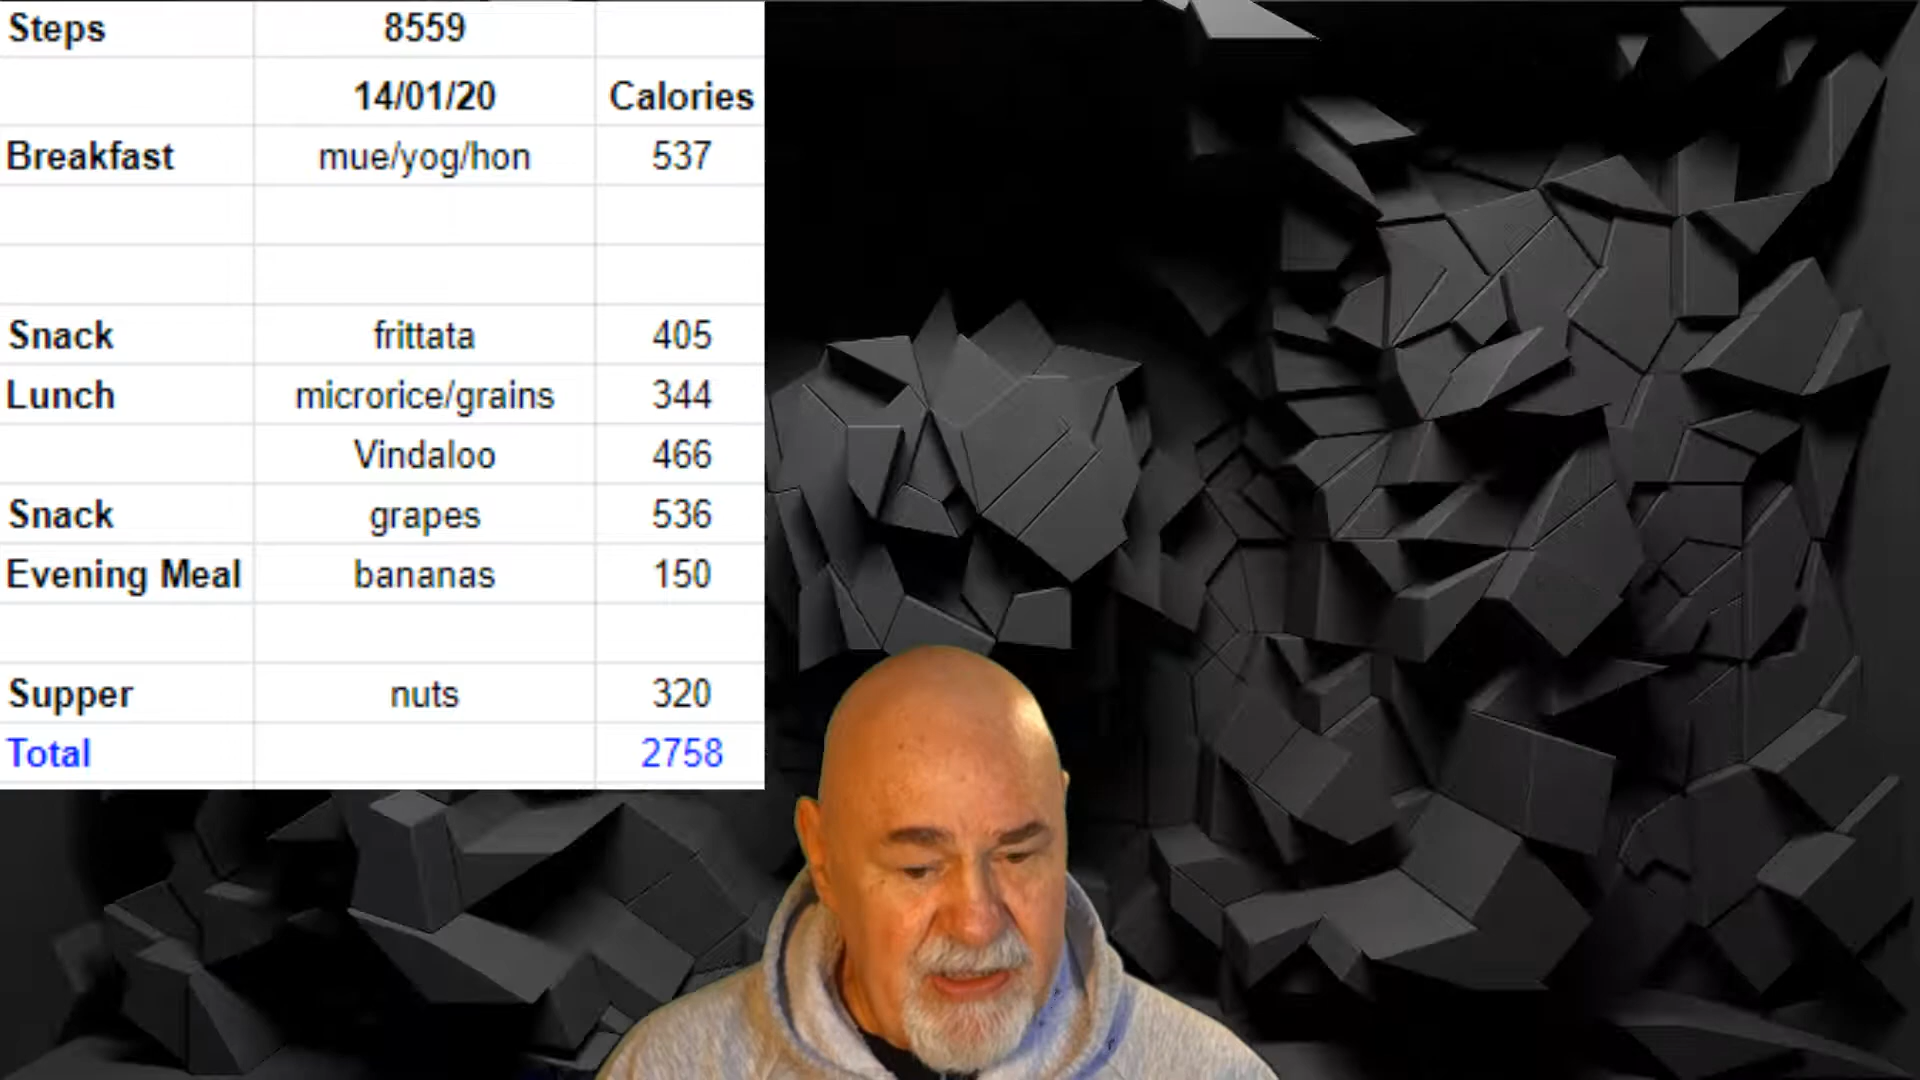 Steps 8559
14/01/20 Calories
Breakfast mue/yog/hon 537
Snack frittata 405
Lunch microrice/grains 344
Vindaloo 466
Snack grapes 536
Evening Meal bananas 150
Supper nuts 320
Total 2758